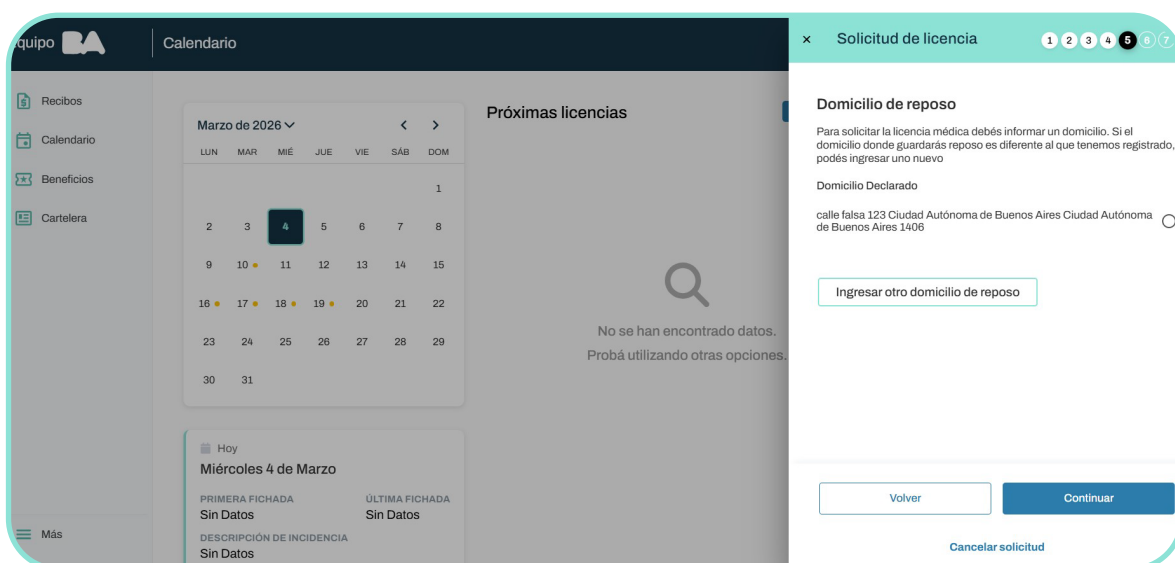 quipo BA
Calendario
Recibos
Calendario
Beneficios
Cartelera
Más
Marzo de 2026
LUN MAR MIÉ JUE VIE SÁB DOM
1
2 3 4 5 6 7 8
9 10 11 12 13 14 15
16 17 18 19 20 21 22
23 24 25 26 27 28 29
30 31
Hoy
Miércoles 4 de Marzo
PRIMERA FICHADA ÚLTIMA FICHADA
Sin Datos Sin Datos
DESCRIPCIÓN DE INCIDENCIA
Sin Datos
Próximas licencias
No se han encontrado datos.
Probá utilizando otras opciones.
× Solicitud de licencia 1 2 3 4 5 6 7
Domicilio de reposo
Para solicitar la licencia médica debés informar un domicilio. Si el
domicilio donde guardarás reposo es diferente al que tenemos registrado,
podés ingresar uno nuevo
Domicilio Declarado
calle falsa 123 Ciudad Autónoma de Buenos Aires Ciudad Autónoma
de Buenos Aires 1406
Ingresar otro domicilio de reposo
Volver Continuar
Cancelar solicitud